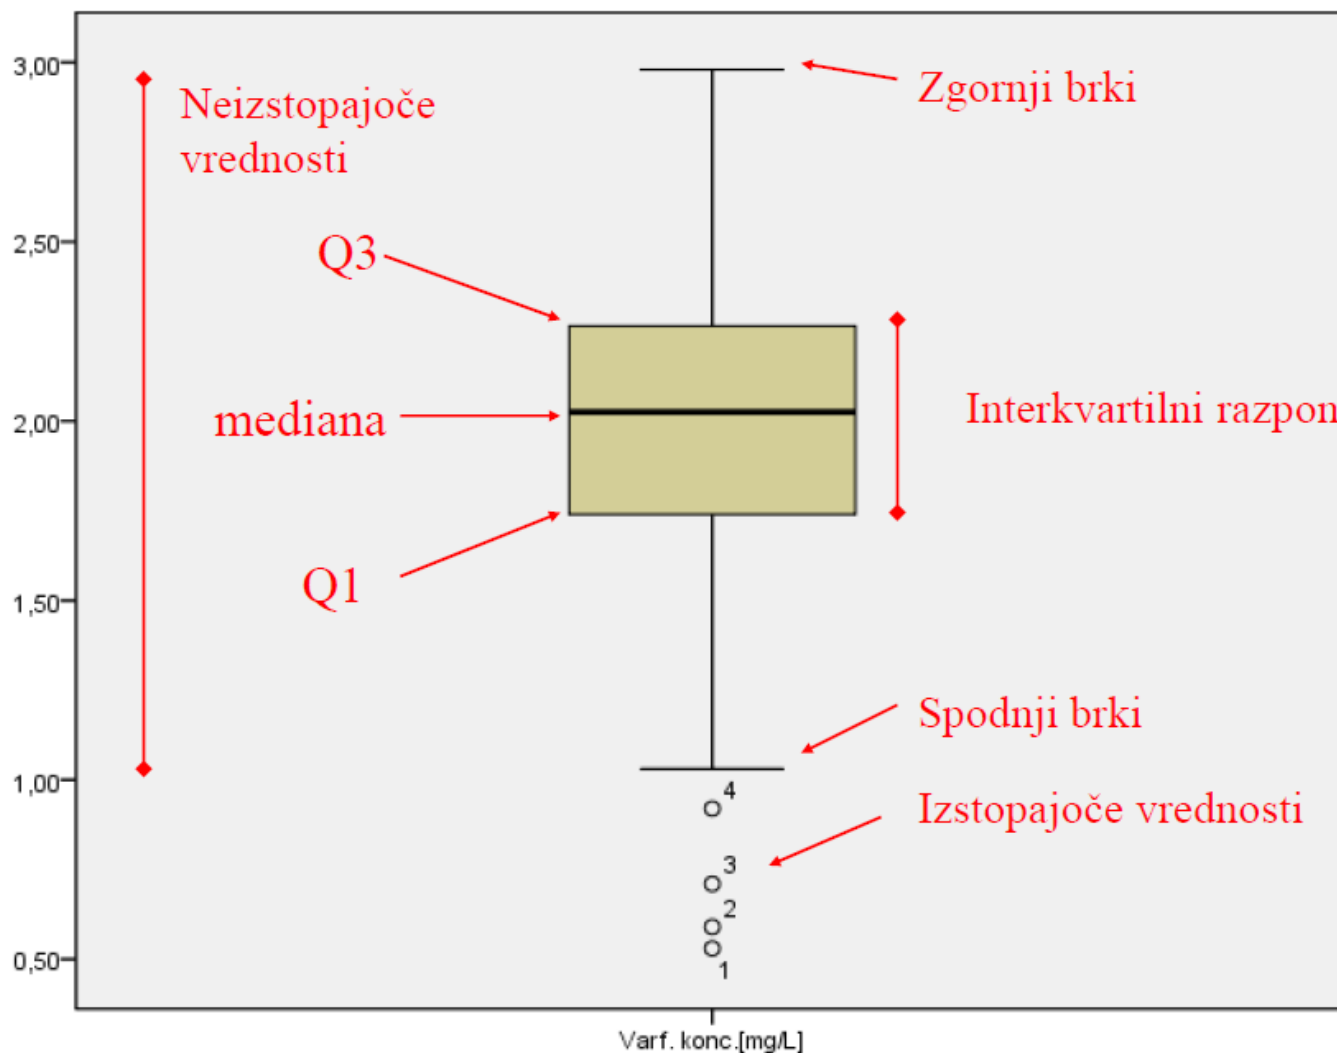 3,00
2,50
2,00
1,50
1,00
0,50
Neizstopajoče
vrednosti
Q3
mediana
Q1
Zgornji brki
Interkvartilni razpon
Spodnji brki
Izstopajoče vrednosti
4
3
2
1
Varf. konc.[mg/L]